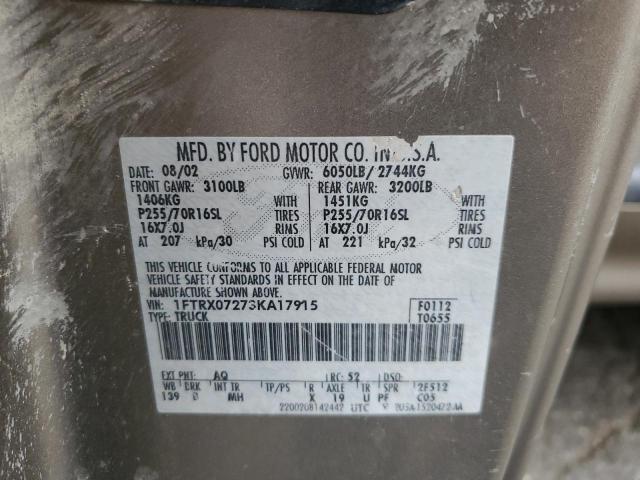 MFD. BY FORD MOTOR CO. IN U.S.A.
DATE: 08/02 GVWR: 6050LB/ 2744KG
FRONT GAWR: 3100LB REAR GAWR: 3200LB
1406KG WITH 1451KG WITH
P255/70R16SL TIRES P255/70R16SL TIRES
16X7.0J RIMS 16X7.0J RIMS
AT 207 kPa/30 PSI COLD AT 221 kPa/32 PSI COLD
THIS VEHICLE CONFORMS TO ALL APPLICABLE FEDERAL MOTOR
VEHICLE SAFETY STANDARDS IN EFFECT ON THE DATE OF
MANUFACTURE SHOWN ABOVE.
VIN: 1FTRX07273KA17915 F0112
TYPE: TRUCK T0655
EXT PNT: AQ RC: 52 DSO:
WB BRK INT TR TP/PS R AXLE TR SPR 2F512
139 MH X 19 U PF C05
2200208142442 UTC